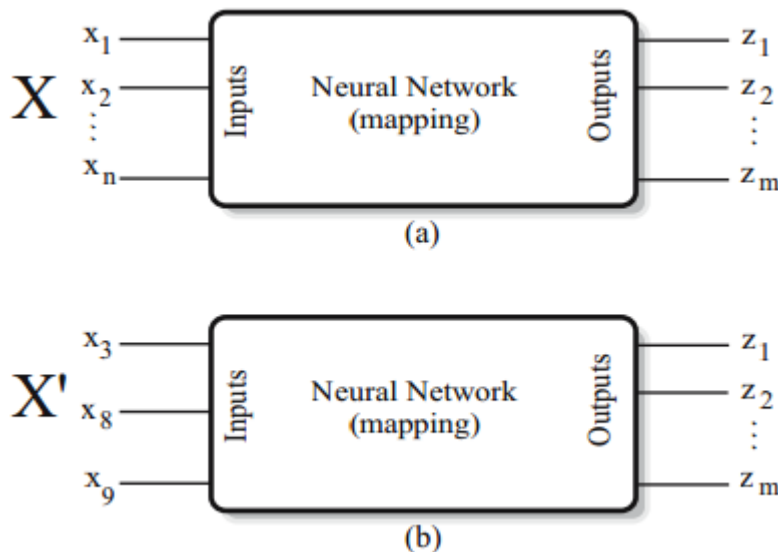 X
x1
x2
⋮
xn
Inputs
Neural Network
(mapping)
Outputs
z1
z2
⋮
zm
(a)
X'
x3
x8
x9
Inputs
Neural Network
(mapping)
Outputs
z1
z2
⋮
zm
(b)